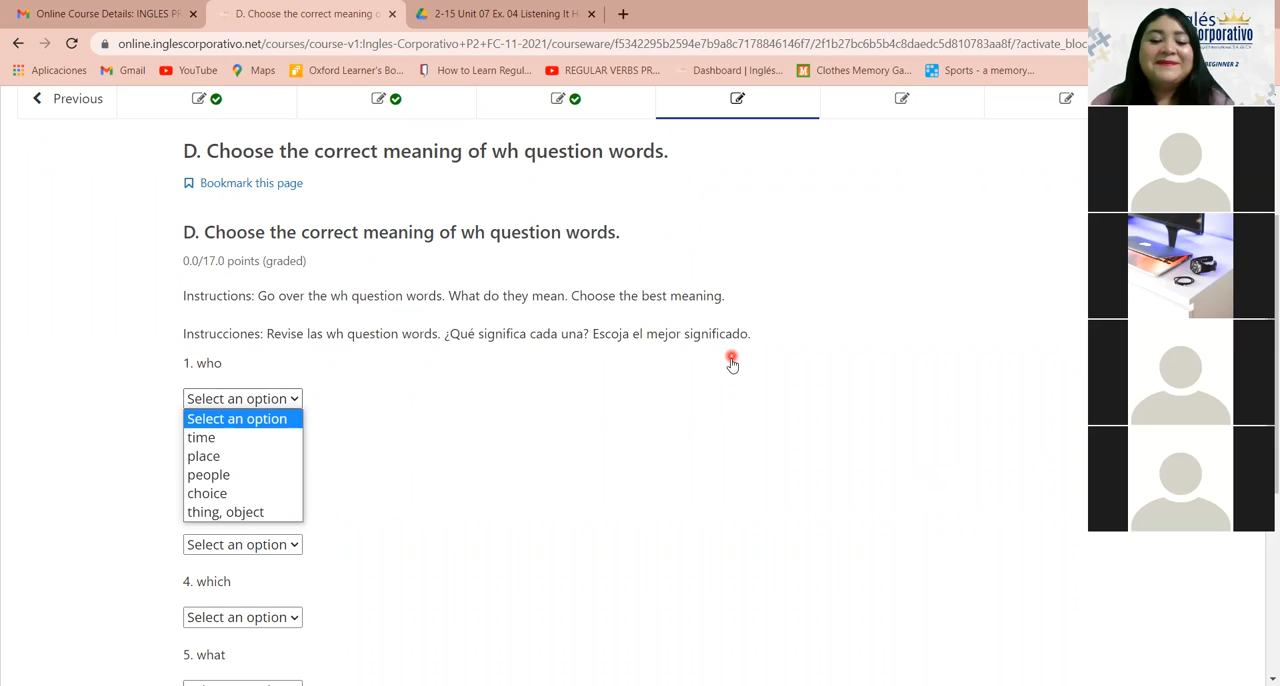 Online Course Details: INGLES PR
D. Choose the correct meaning o
2-15 Unit 07 Ex. 04 Listening It H
online.inglescorporativo.net/courses/course-v1:Ingles-Corporativo+P2+FC-11-2021/courseware/f5342295b2594e7b9a8c7178846146f7/2f1b27bc6b5b4c8daedc5d810783aa8f/?activate_bloc
Aplicaciones
Gmail
YouTube
Maps
Oxford Learner's Bo...
How to Learn Regul...
REGULAR VERBS PR...
Dashboard | Inglés...
Clothes Memory Ga...
Sports - a memory...
Previous
D. Choose the correct meaning of wh question words.
Bookmark this page
D. Choose the correct meaning of wh question words.
0.0/17.0 points (graded)
Instructions: Go over the wh question words. What do they mean. Choose the best meaning.
Instrucciones: Revise las wh question words. ¿Qué significa cada una? Escoja el mejor significado.
1. who
Select an option
Select an option
time
place
people
choice
thing, object
Select an option
4. which
Select an option
5. what